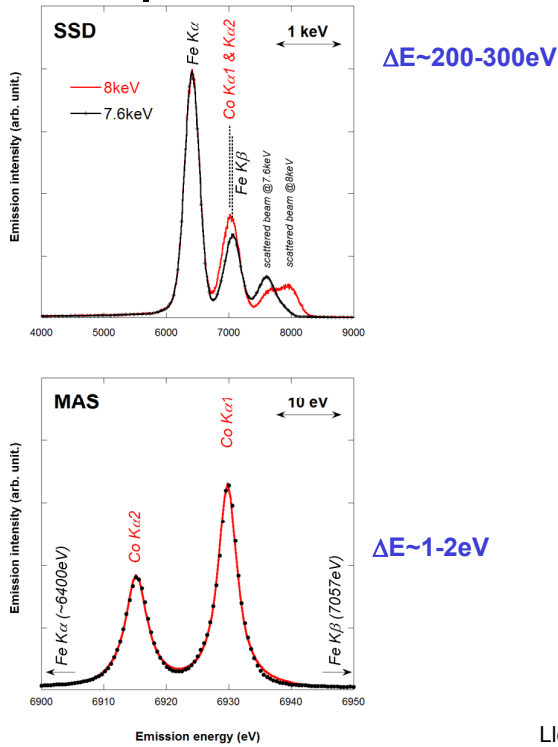 SSD
1 keV
ΔE~200-300eV
8keV
7.6keV
Fe Kα
Co Kα1 & Kα2
Fe Kβ
scattered beam @7.6keV
scattered beam @8keV
Emission intensity (arb. unit.)
4000
6000
7000
8000
9000
MAS
10 eV
Co Kα1
Co Kα2
ΔE~1-2eV
Fe Kα (~6400eV)
Fe Kβ (7057eV)
Emission intensity (arb. unit.)
6900
6910
6920
6930
6940
6950
Emission energy (eV)